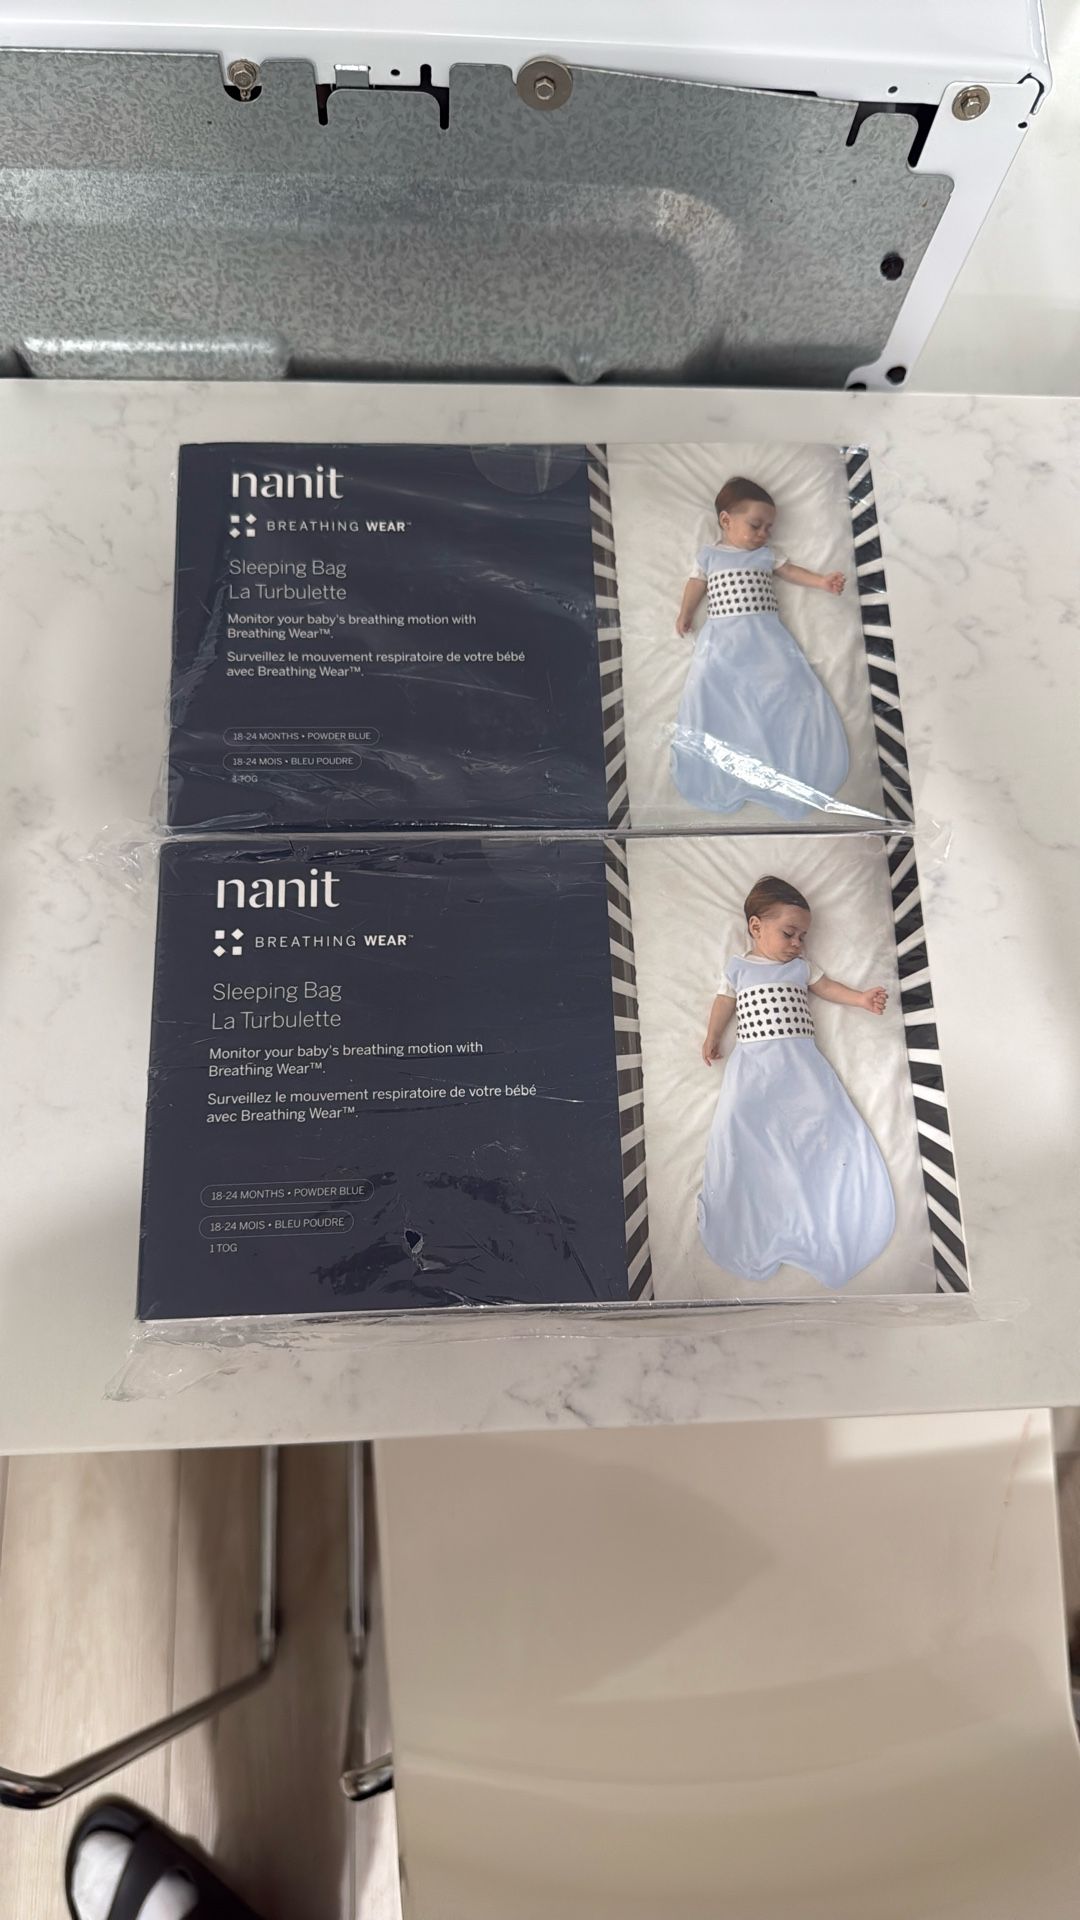 nanit
BREATHING WEAR™
Sleeping Bag
La Turbulette
Monitor your baby's breathing motion with
Breathing Wear™.
Surveillez le mouvement respiratoire de votre bébé
avec Breathing Wear™.
18-24 MONTHS • POWDER BLUE
18-24 MOIS • BLEU POUDRE
1 TOG
nanit
BREATHING WEAR™
Sleeping Bag
La Turbulette
Monitor your baby's breathing motion with
Breathing Wear™.
Surveillez le mouvement respiratoire de votre bébé
avec Breathing Wear™.
18-24 MONTHS • POWDER BLUE
18-24 MOIS • BLEU POUDRE
1 TOG